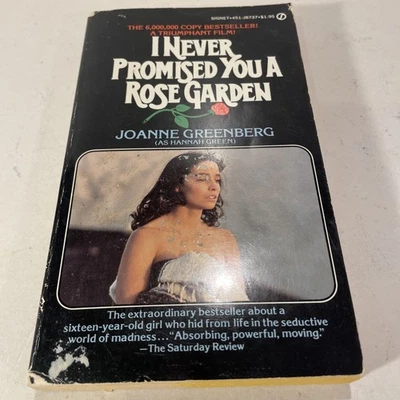 SIGNET•451-J8737•$1.95
THE 6,000,000 COPY BESTSELLER!
A TRIUMPHANT FILM!
I NEVER
PROMISED YOU A
ROSE GARDEN
JOANNE GREENBERG
(AS HANNAH GREEN)
The extraordinary bestseller about a
sixteen-year-old girl who hid from life in the seductive
world of madness..."Absorbing, powerful, moving."
—The Saturday Review